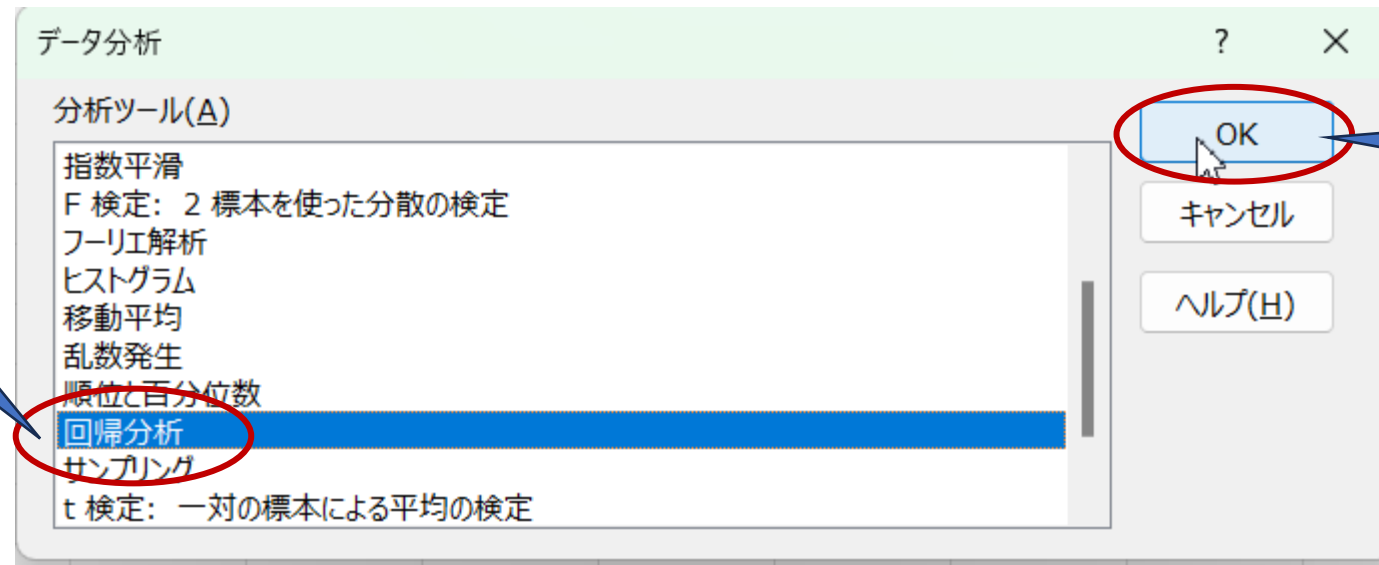 データ分析
?
×
分析ツール(A)
指数平滑
F 検定: 2 標本を使った分散の検定
フーリエ解析
ヒストグラム
移動平均
乱数発生
順位と百分位数
回帰分析
サンプリング
t 検定: 一対の標本による平均の検定
OK
キャンセル
ヘルプ(H)